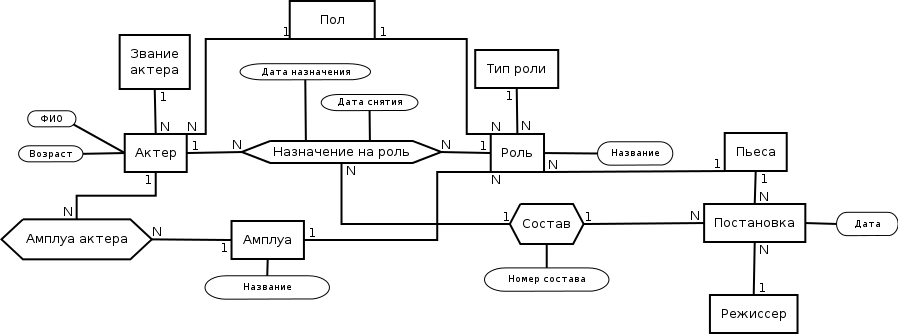 Пол
1
1
Звание
актера
Тип роли
1
1
Дата назначения
Дата снятия
ФИО
N
N
N
N
Возраст
Актер
1
N
Назначение на роль
N
1
Роль
Название
Пьеса
1
N
N
N
1
1
N
N
Амплуа актера
N
1
Амплуа
1
1
Состав
1
N
Постановка
Дата
N
Название
Номер состава
1
Режиссер